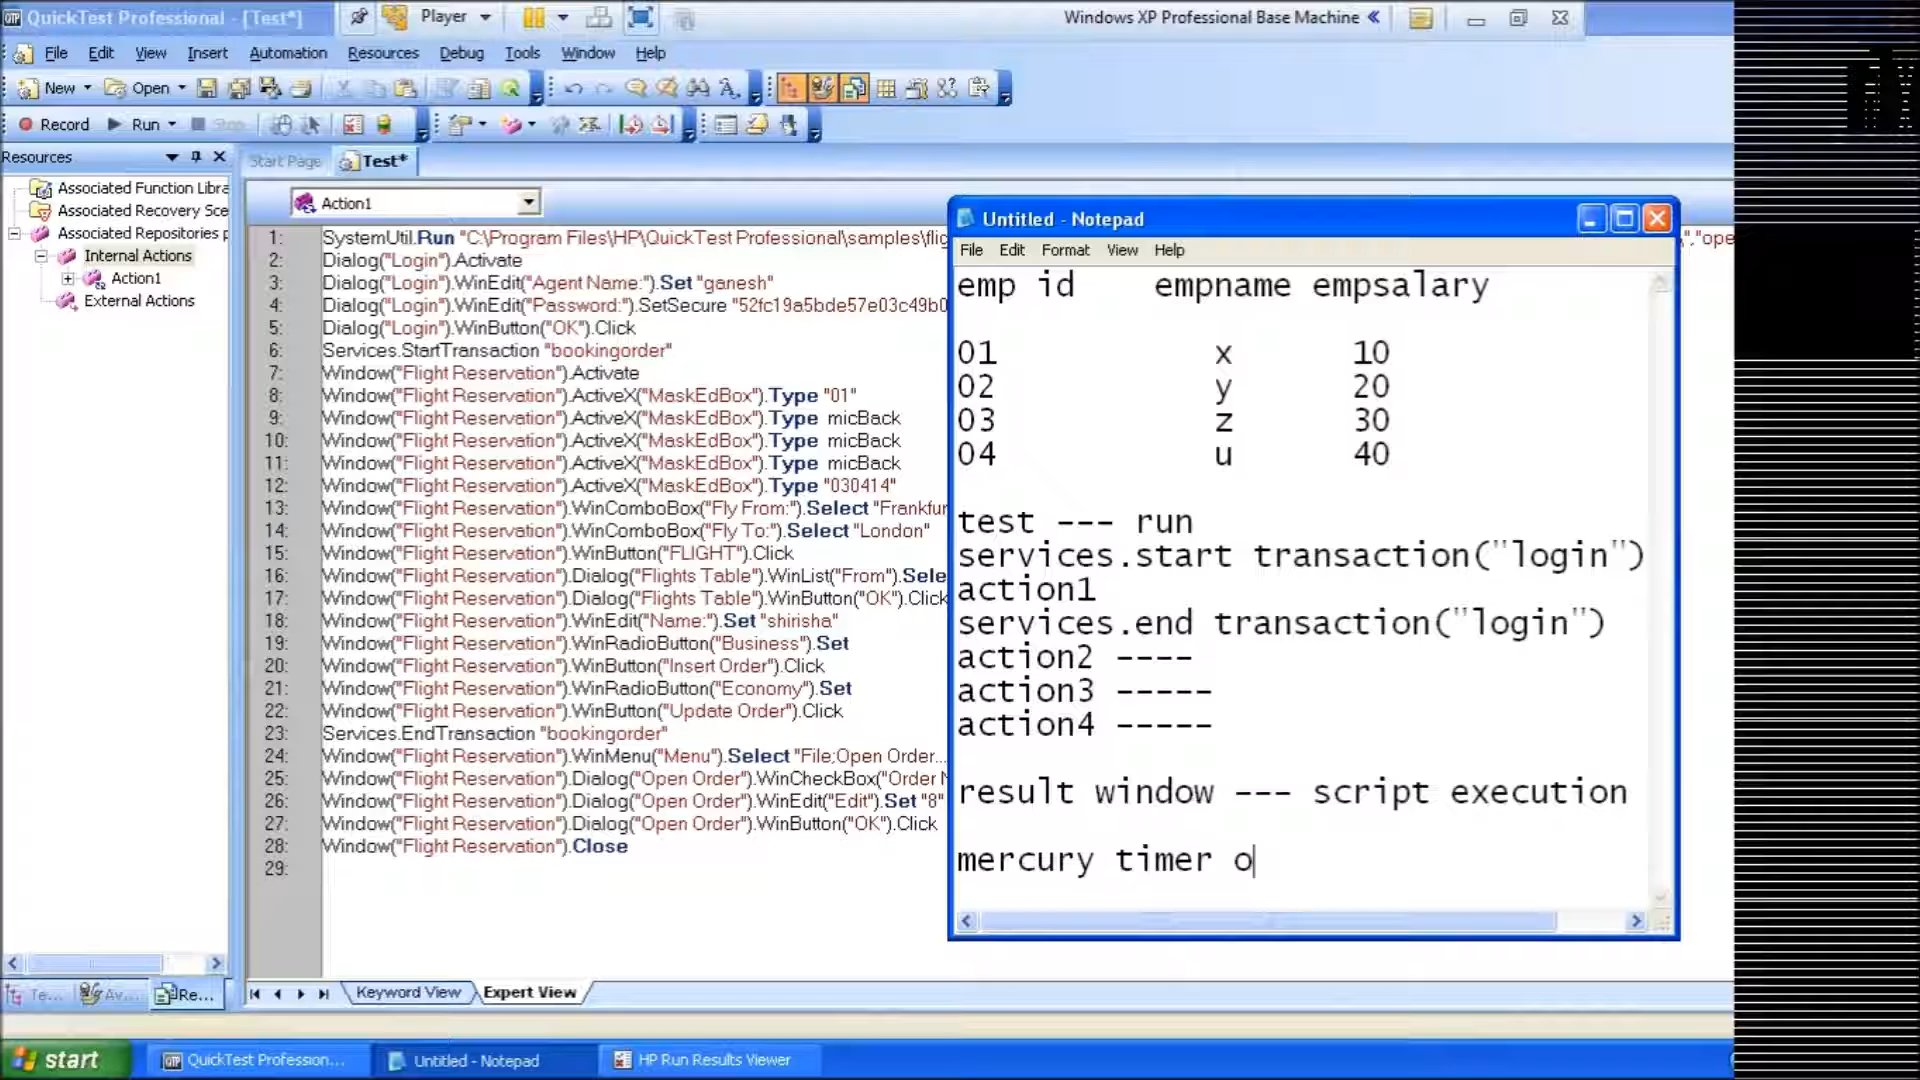 QuickTest Professional - [Test*]
Player
Windows XP Professional Base Machine
File Edit View Insert Automation Resources Debug Tools Window Help
New Open
Record Run Stop
Resources
Start Page Test*
Associated Function Libra
Associated Recovery Sce
Associated Repositories p
Internal Actions
Action1
External Actions
Action1
1: SystemUtil.Run "C:\Program Files\HP\QuickTest Professional\samples\flig
","ope
2: Dialog("Login").Activate
3: Dialog("Login").WinEdit("Agent Name:").Set "ganesh"
4: Dialog("Login").WinEdit("Password:").SetSecure "52fc19a5bde57e03c49b0
5: Dialog("Login").WinButton("OK").Click
6: Services.StartTransaction "bookingorder"
7: Window("Flight Reservation").Activate
8: Window("Flight Reservation").ActiveX("MaskEdBox").Type "01"
9: Window("Flight Reservation").ActiveX("MaskEdBox").Type micBack
10: Window("Flight Reservation").ActiveX("MaskEdBox").Type micBack
11: Window("Flight Reservation").ActiveX("MaskEdBox").Type micBack
12: Window("Flight Reservation").ActiveX("MaskEdBox").Type "030414"
13: Window("Flight Reservation").WinComboBox("Fly From:").Select "Frankfur
14: Window("Flight Reservation").WinComboBox("Fly To:").Select "London"
15: Window("Flight Reservation").WinButton("FLIGHT").Click
16: Window("Flight Reservation").Dialog("Flights Table").WinList("From").Sele
17: Window("Flight Reservation").Dialog("Flights Table").WinButton("OK").Click
18: Window("Flight Reservation").WinEdit("Name:").Set "shirisha"
19: Window("Flight Reservation").WinRadioButton("Business").Set
20: Window("Flight Reservation").WinButton("Insert Order").Click
21: Window("Flight Reservation").WinRadioButton("Economy").Set
22: Window("Flight Reservation").WinButton("Update Order").Click
23: Services.EndTransaction "bookingorder"
24: Window("Flight Reservation").WinMenu("Menu").Select "File;Open Order...
25: Window("Flight Reservation").Dialog("Open Order").WinCheckBox("Order N
26: Window("Flight Reservation").Dialog("Open Order").WinEdit("Edit").Set "8"
27: Window("Flight Reservation").Dialog("Open Order").WinButton("OK").Click
28: Window("Flight Reservation").Close
29:
Untitled - Notepad
File Edit Format View Help
emp id empname empsalary
01 x 10
02 y 20
03 z 30
04 u 40
test --- run
services.start transaction("login")
action1
services.end transaction("login")
action2 ----
action3 -----
action4 -----
result window --- script execution
mercury timer o
Te... Av... Re...
Keyword View Expert View
start QuickTest Profession... Untitled - Notepad HP Run Results Viewer